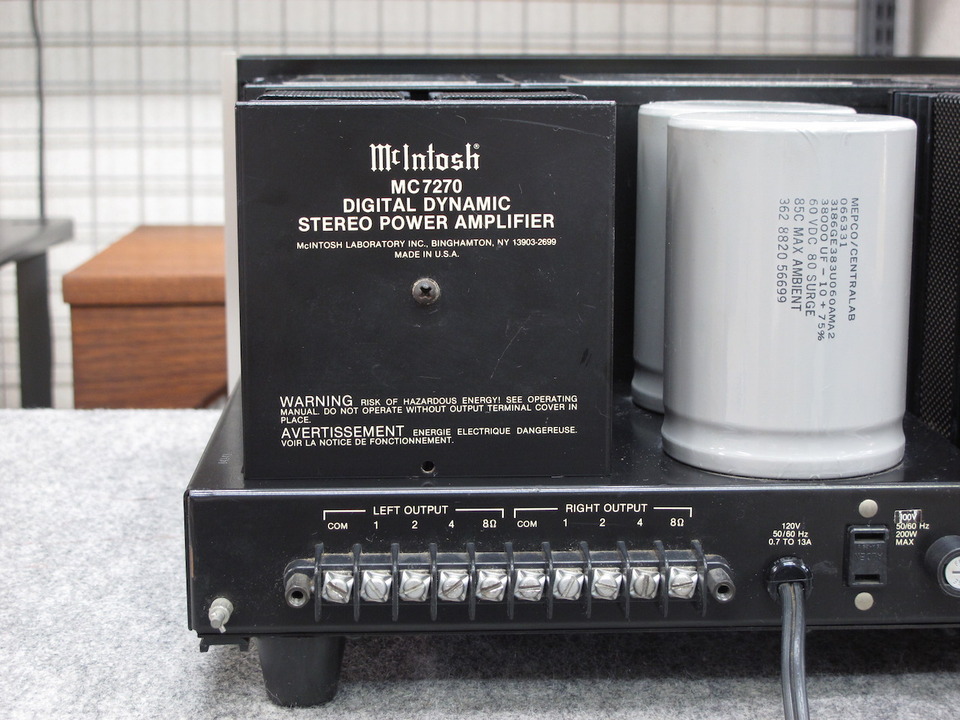 McIntosh®
MC7270
DIGITAL DYNAMIC
STEREO POWER AMPLIFIER
McINTOSH LABORATORY INC., BINGHAMTON, NY 13903-2699
MADE IN U.S.A.
WARNING RISK OF HAZARDOUS ENERGY! SEE OPERATING
MANUAL. DO NOT OPERATE WITHOUT OUTPUT TERMINAL COVER IN
PLACE.
AVERTISSEMENT ENERGIE ELECTRIQUE DANGEREUSE.
VOIR LA NOTICE DE FONCTIONNEMENT.
MEPCO/CENTRALAB
066331
3186GE383U060AMA2
38000 UF -10 +75%
60 VDC 80 SURGE
85C MAX AMBIENT
362 8820 56699
LEFT OUTPUT
COM 1 2 4 8Ω
RIGHT OUTPUT
COM 1 2 4 8Ω
120V
50/60 Hz
0.7 TO 13A
100V
50/60 Hz
200W
MAX